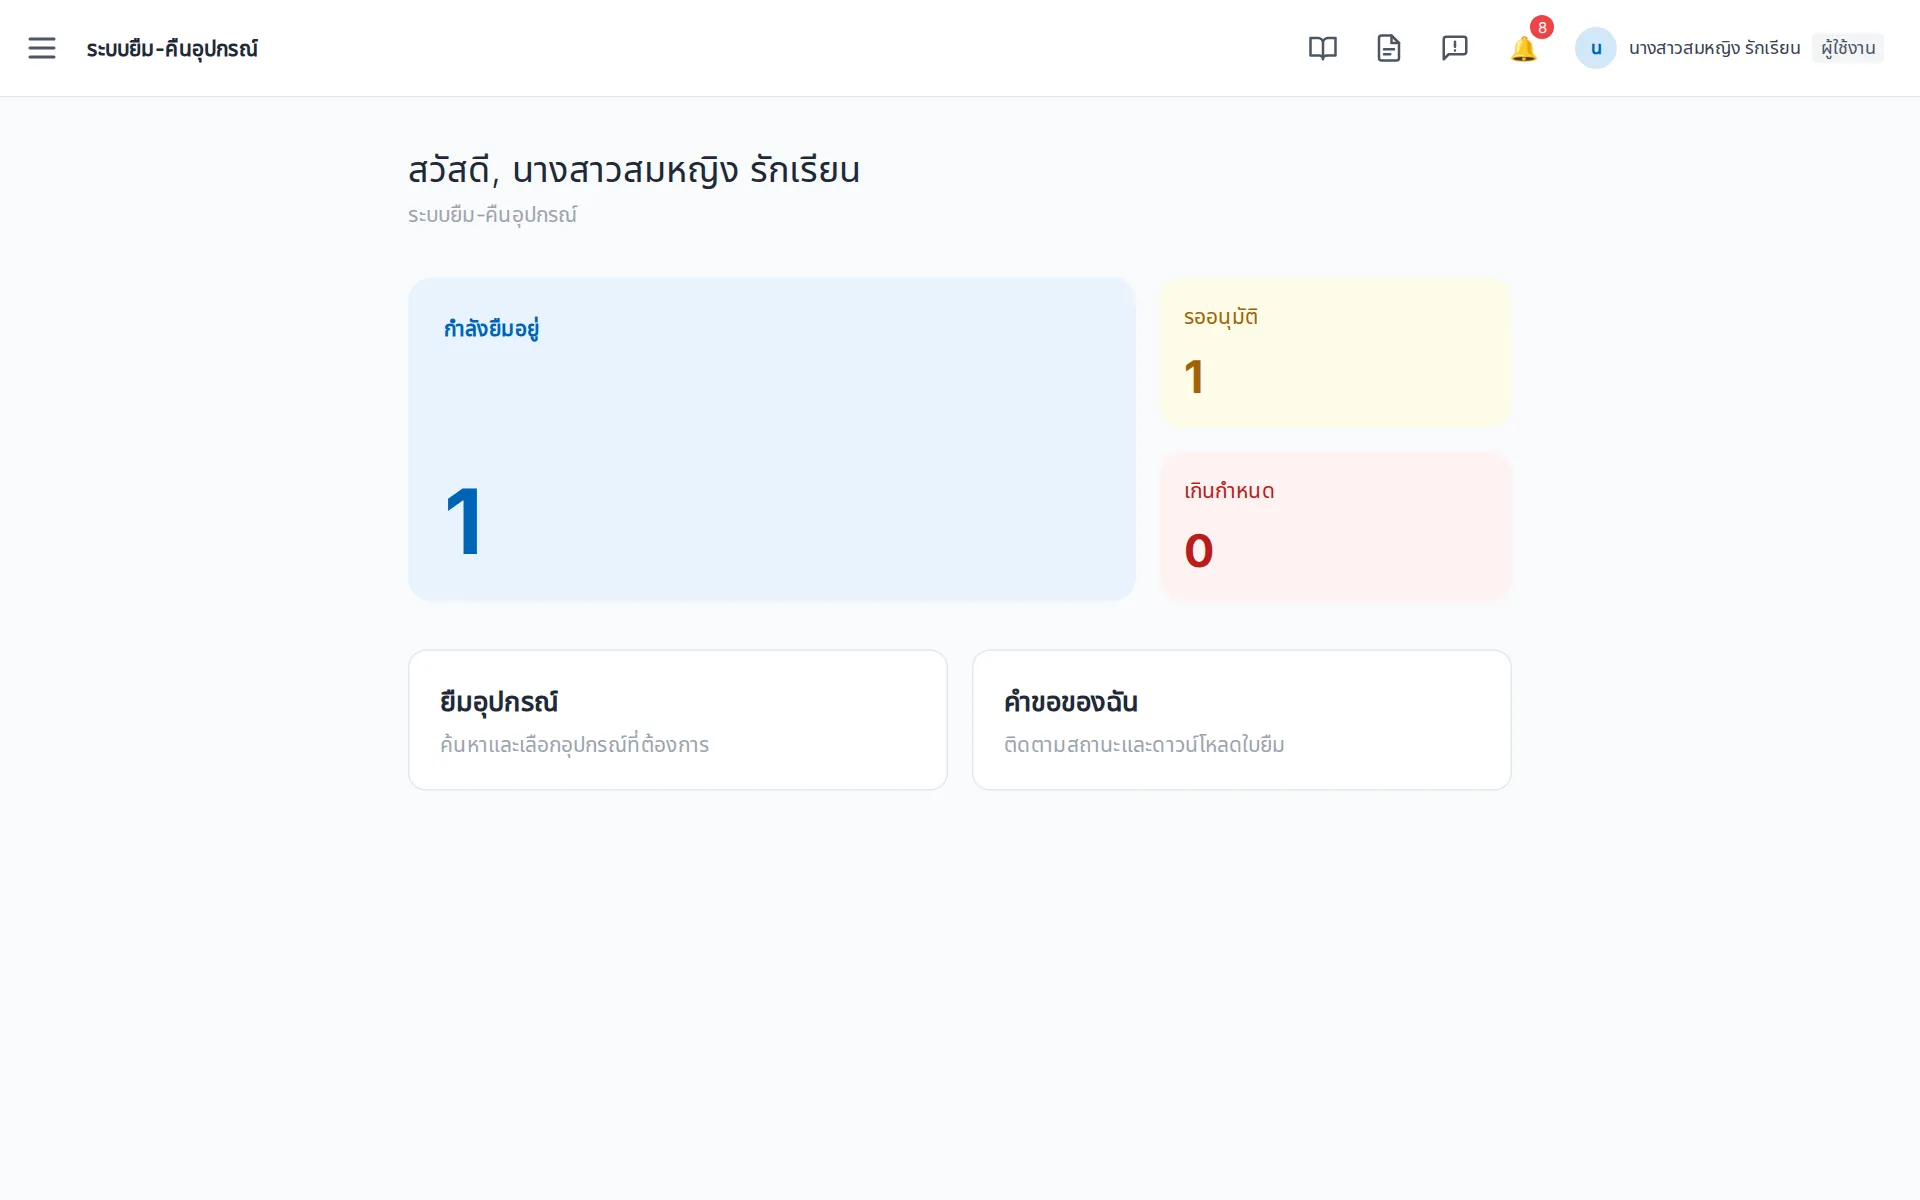 ระบบยืม-คืนอุปกรณ์
8
น
นางสาวสมหญิง รักเรียน
ผู้ใช้งาน
สวัสดี, นางสาวสมหญิง รักเรียน
ระบบยืม-คืนอุปกรณ์
กำลังยืมอยู่
1
รออนุมัติ
1
เกินกำหนด
0
ยืมอุปกรณ์
ค้นหาและเลือกอุปกรณ์ที่ต้องการ
คำขอของฉัน
ติดตามสถานะและดาวน์โหลดใบยืม